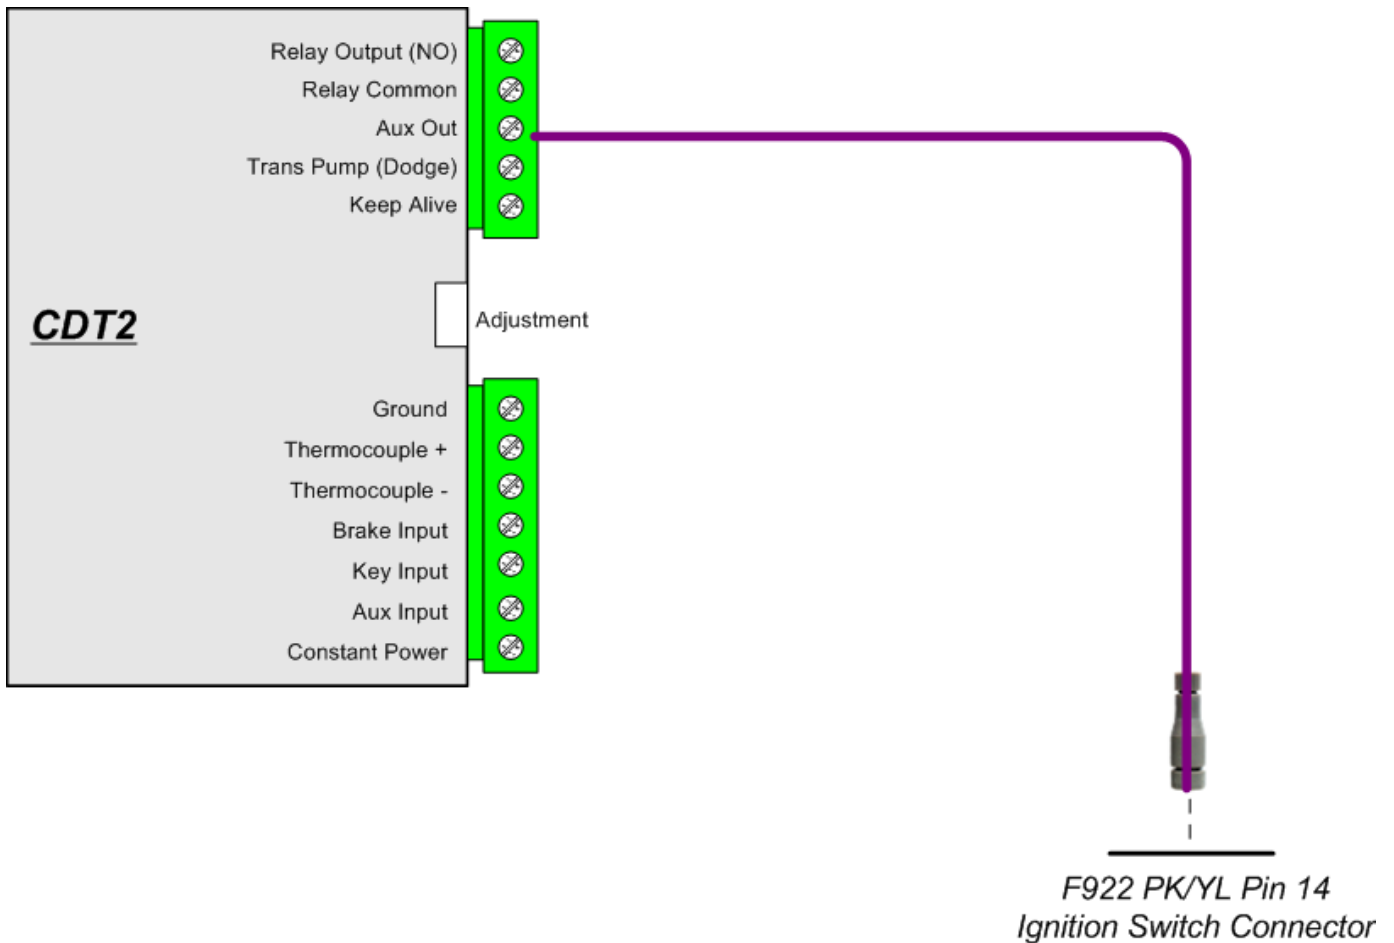 Relay Output (NO)
Relay Common
Aux Out
Trans Pump (Dodge)
Keep Alive
CDT2
Adjustment
Ground
Thermocouple +
Thermocouple -
Brake Input
Key Input
Aux Input
Constant Power
F922 PK/YL Pin 14
Ignition Switch Connector